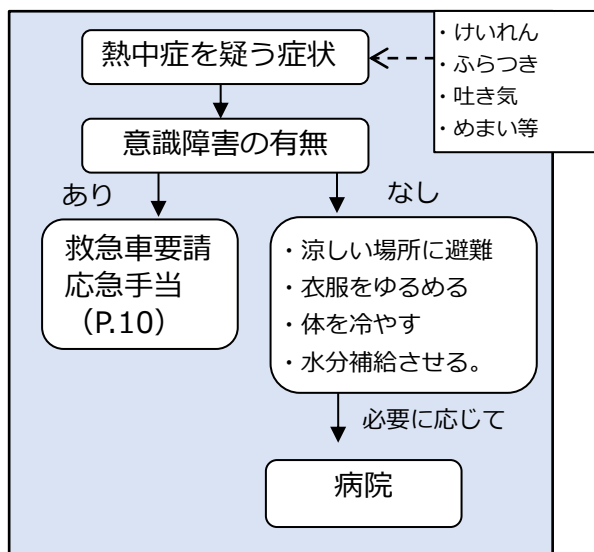 熱中症を疑う症状
・けいれん
・ふらつき
・吐き気
・めまい等
意識障害の有無
あり
なし
救急車要請
応急手当
（P.10）
・涼しい場所に避難
・衣服をゆるめる
・体を冷やす
・水分補給させる。
必要に応じて
病院